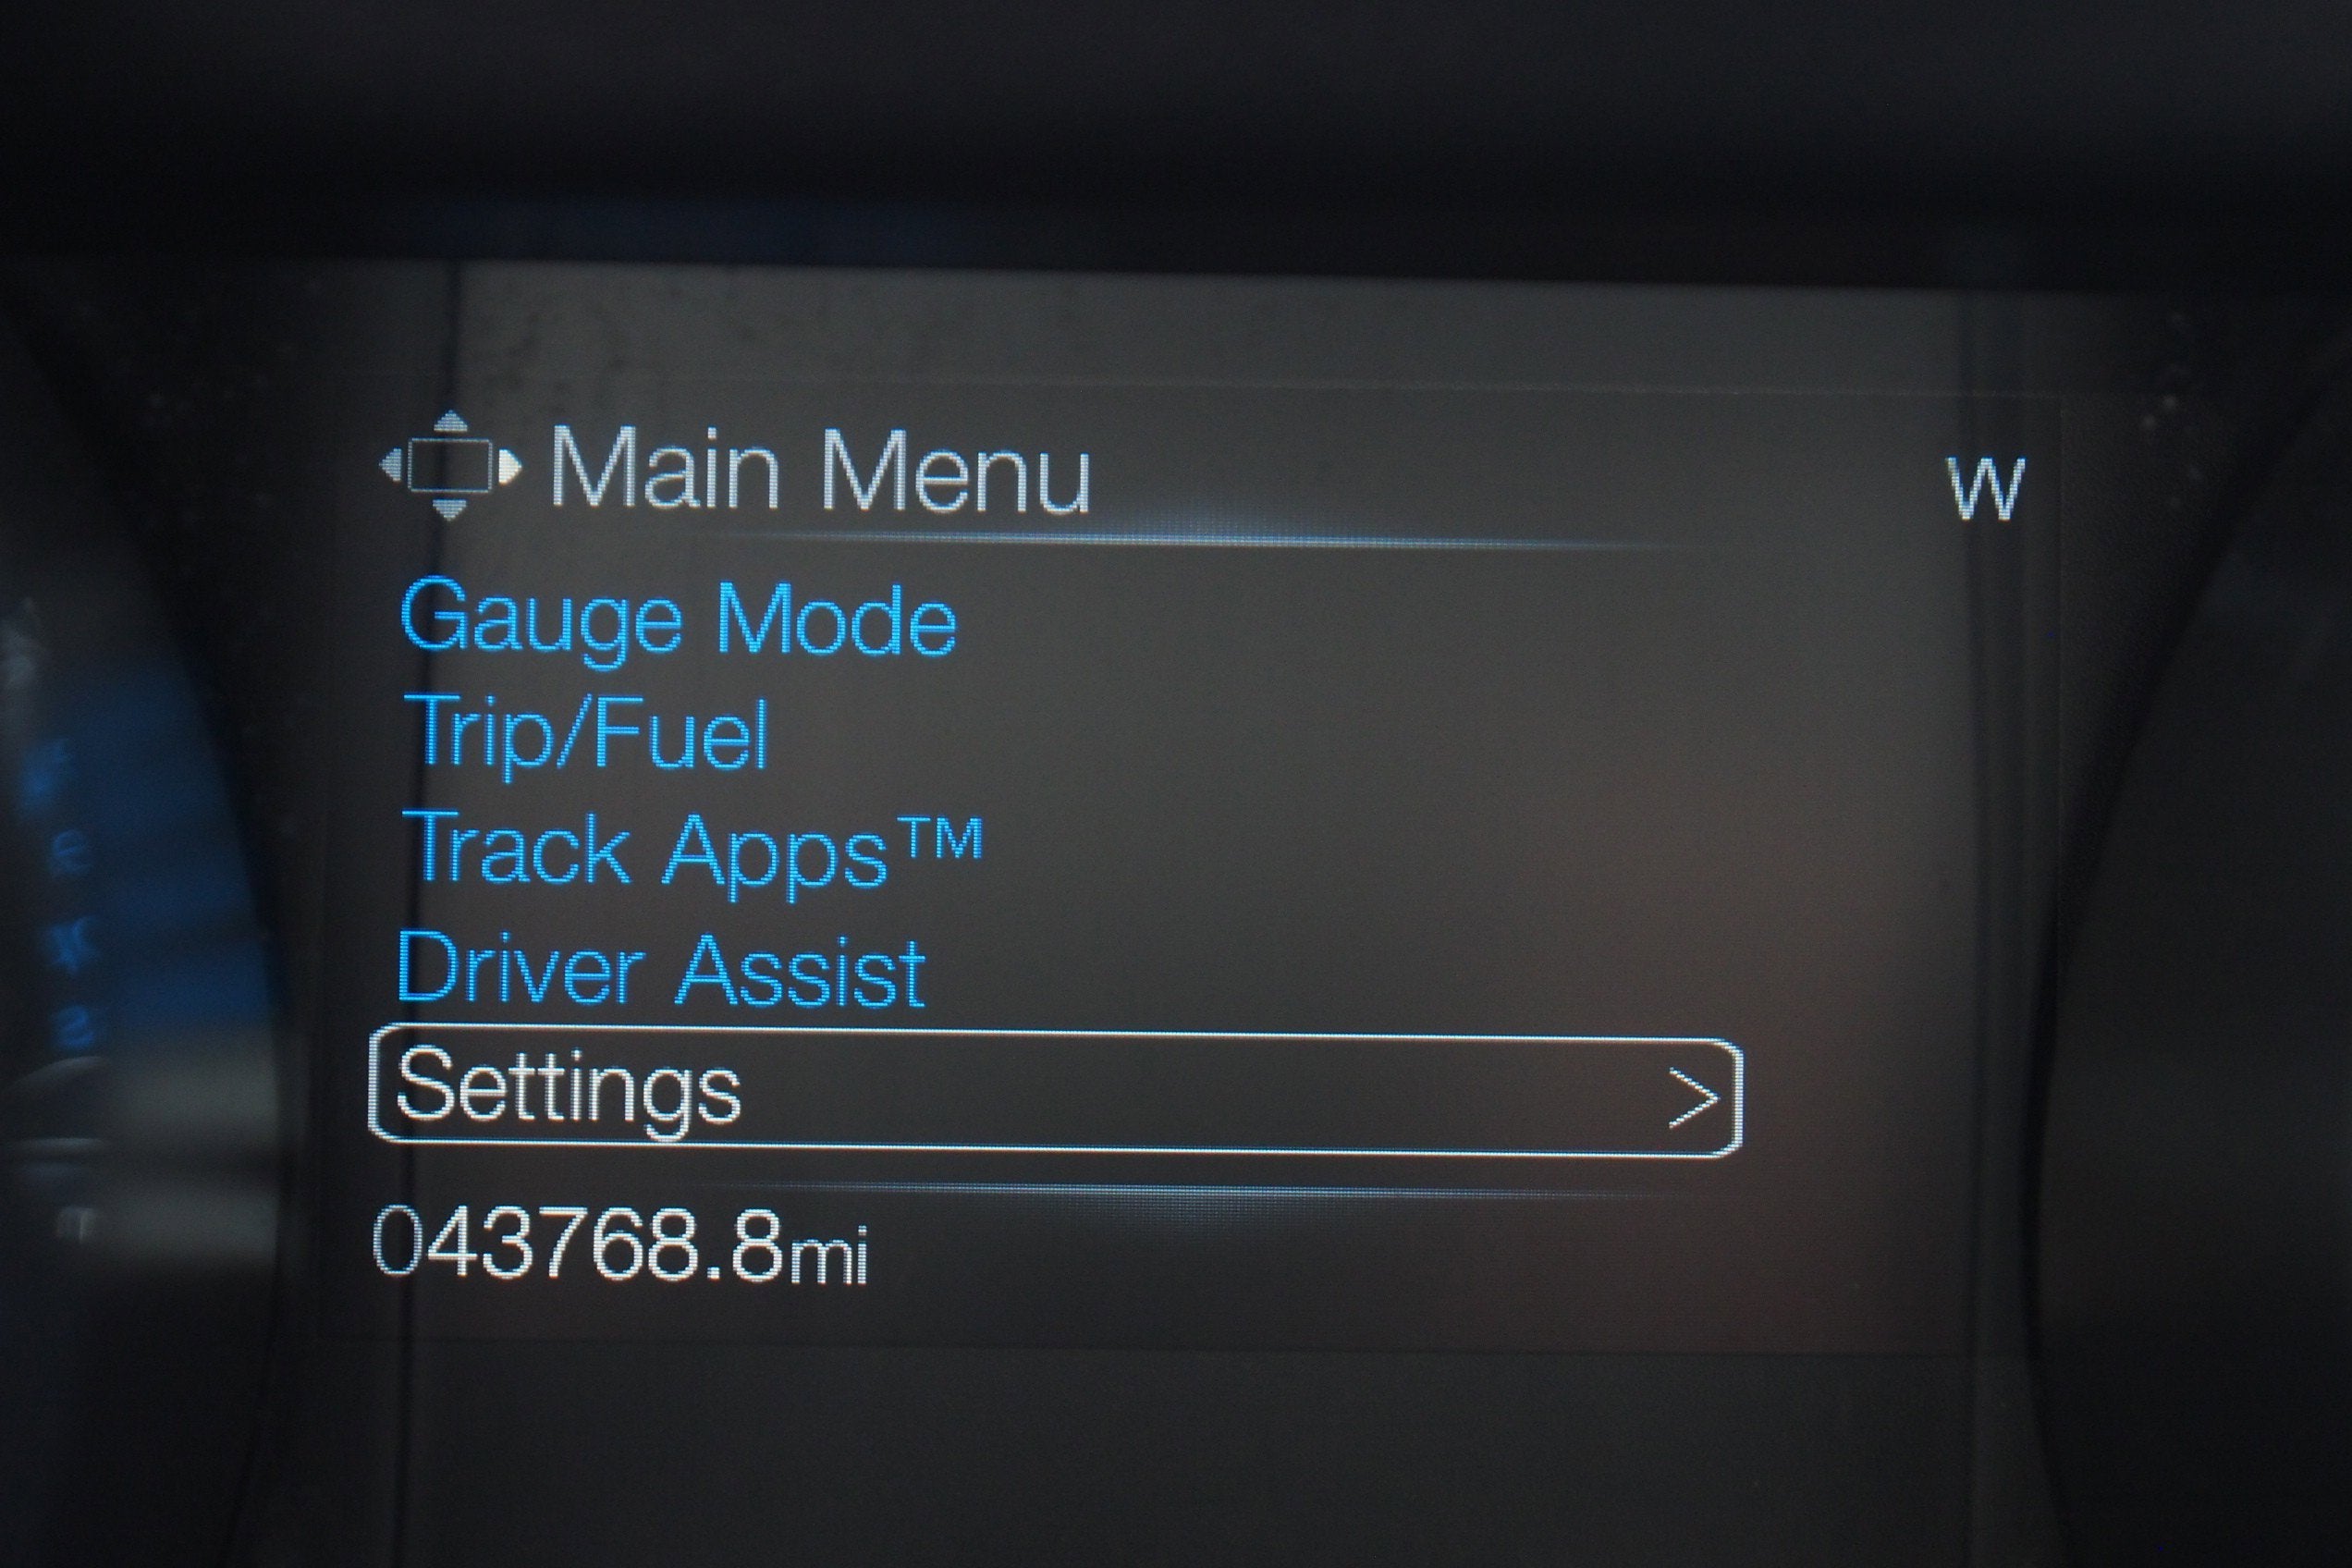 Main Menu
W
Gauge Mode
Trip/Fuel
Track Apps™
Driver Assist
Settings >
043768.8mi